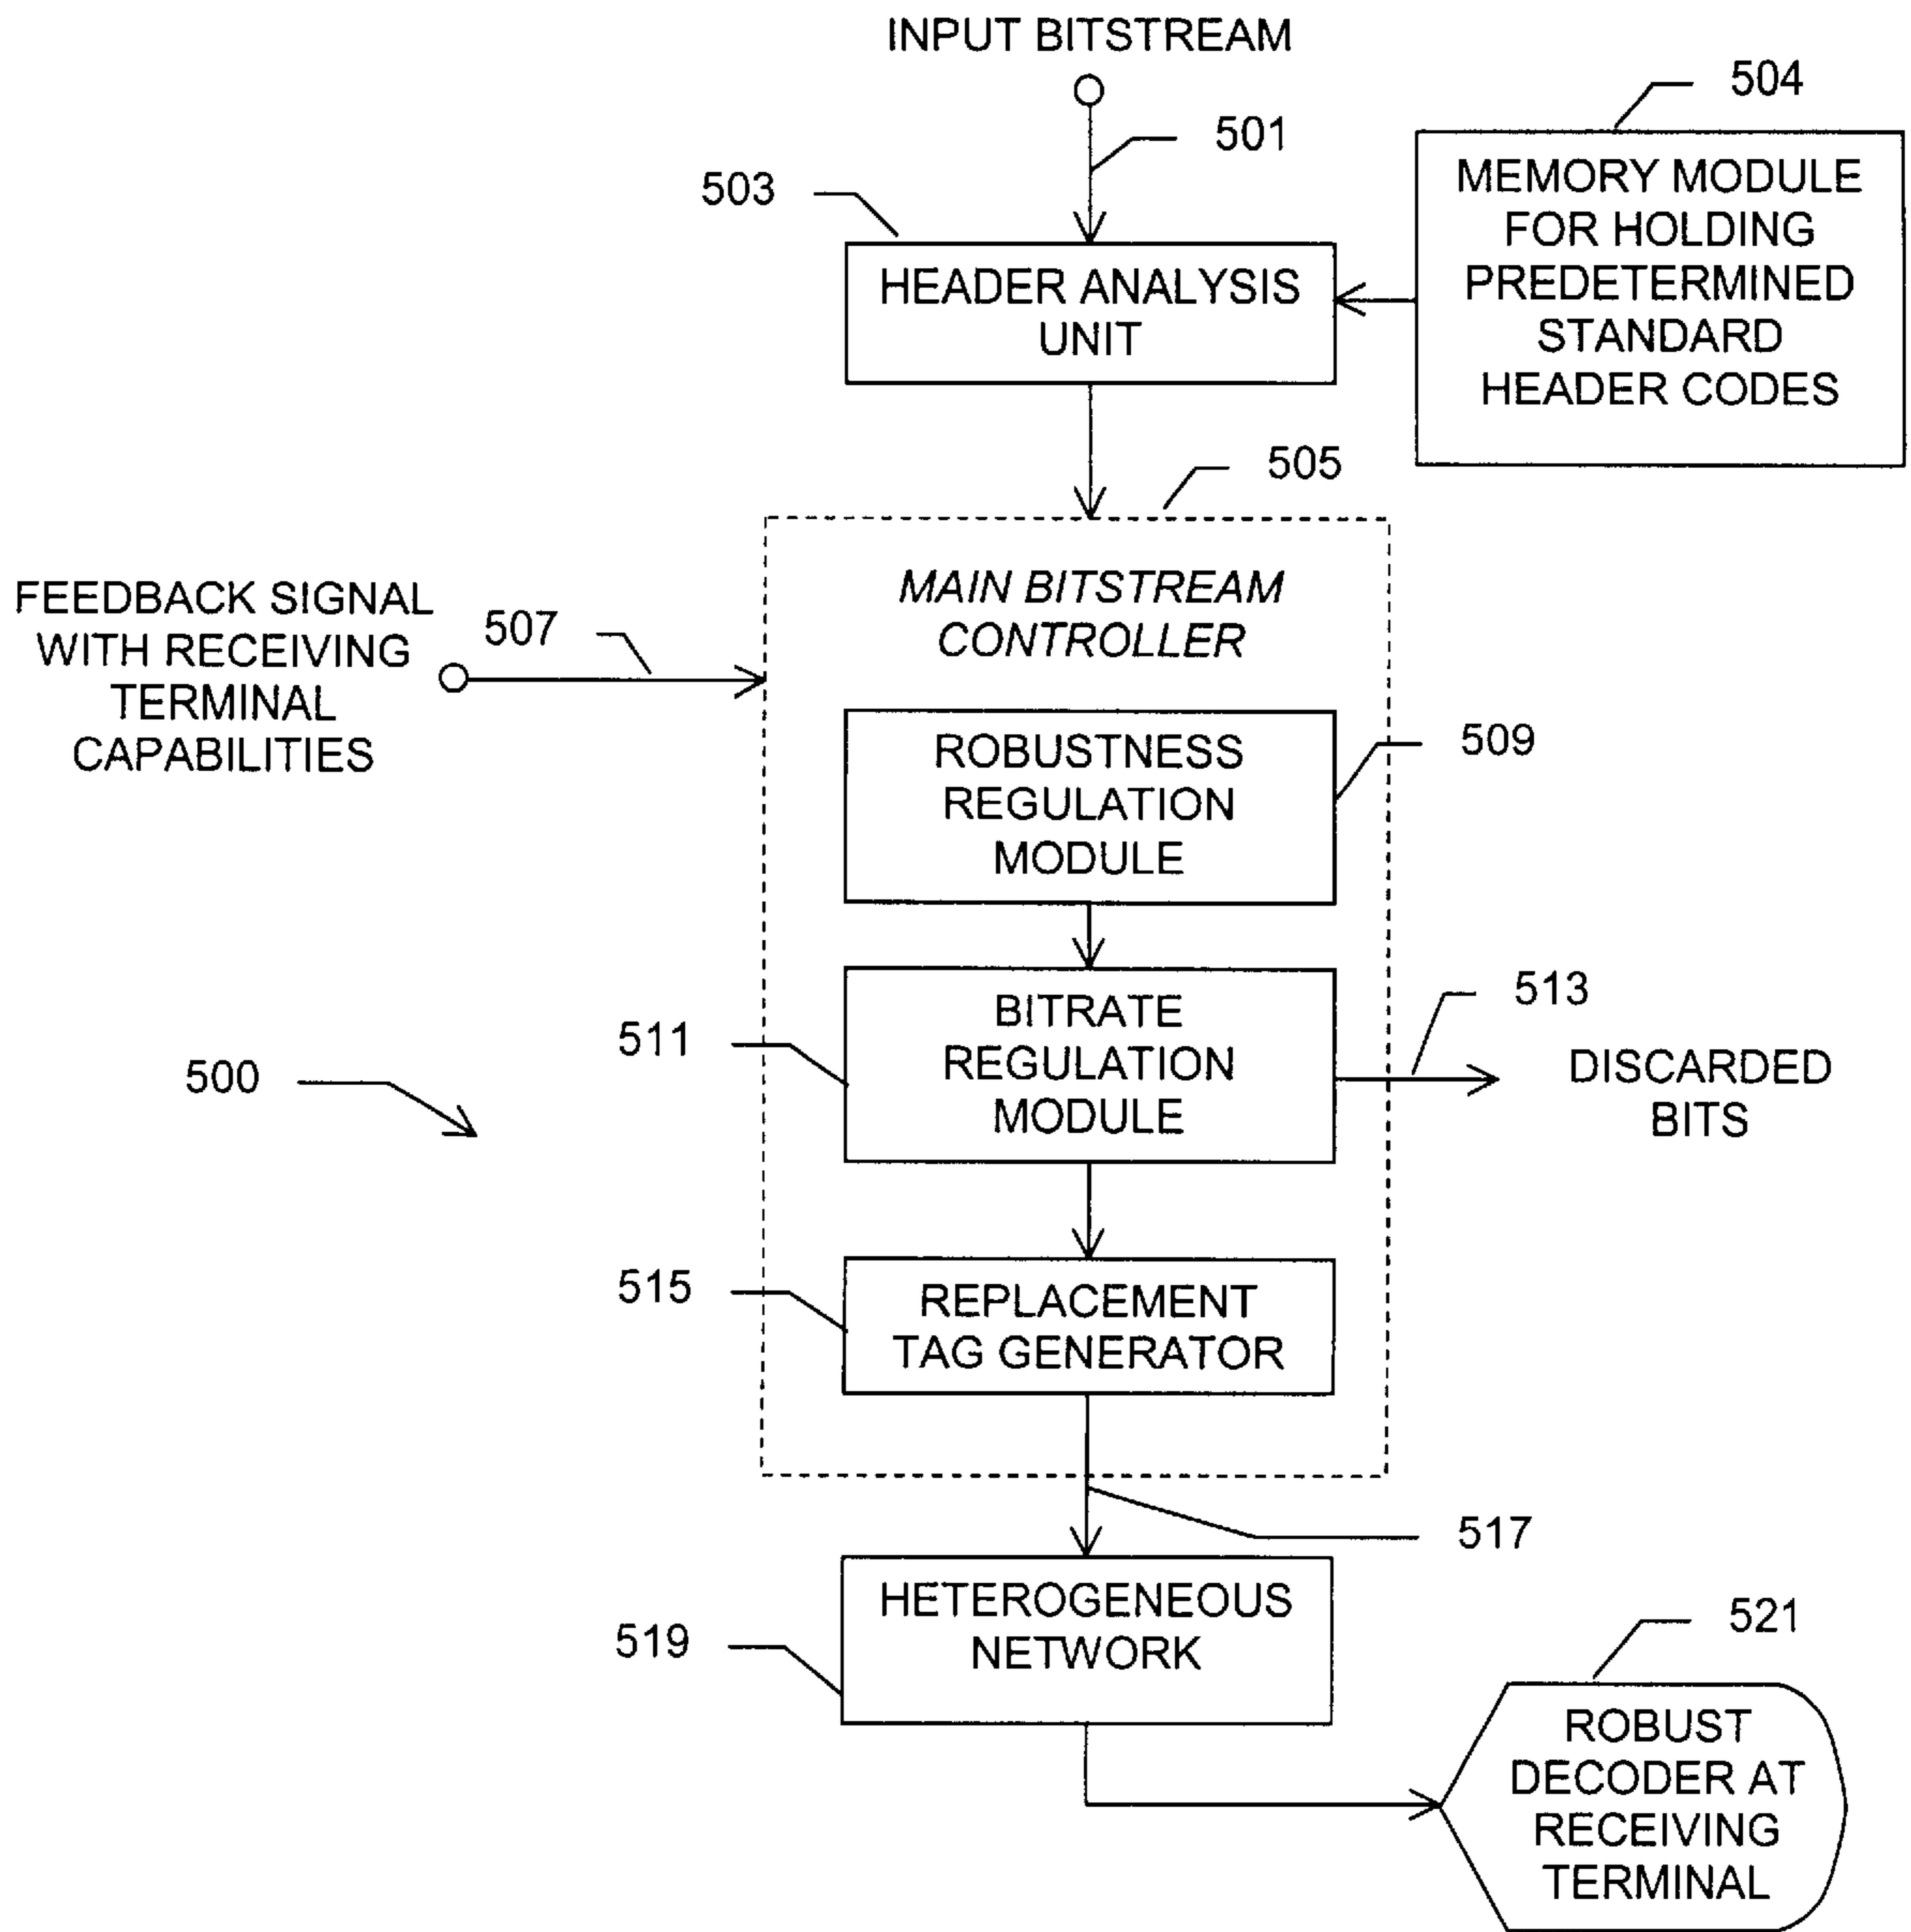 INPUT BITSTREAM
501
504
MEMORY MODULE
FOR HOLDING
PREDETERMINED
STANDARD
HEADER CODES
503
HEADER ANALYSIS
UNIT
505
MAIN BITSTREAM
CONTROLLER
FEEDBACK SIGNAL
WITH RECEIVING
TERMINAL
CAPABILITIES
507
ROBUSTNESS
REGULATION
MODULE
509
BITRATE
REGULATION
MODULE
511
513
DISCARDED
BITS
500
515
REPLACEMENT
TAG GENERATOR
517
HETEROGENEOUS
NETWORK
519
521
ROBUST
DECODER AT
RECEIVING
TERMINAL